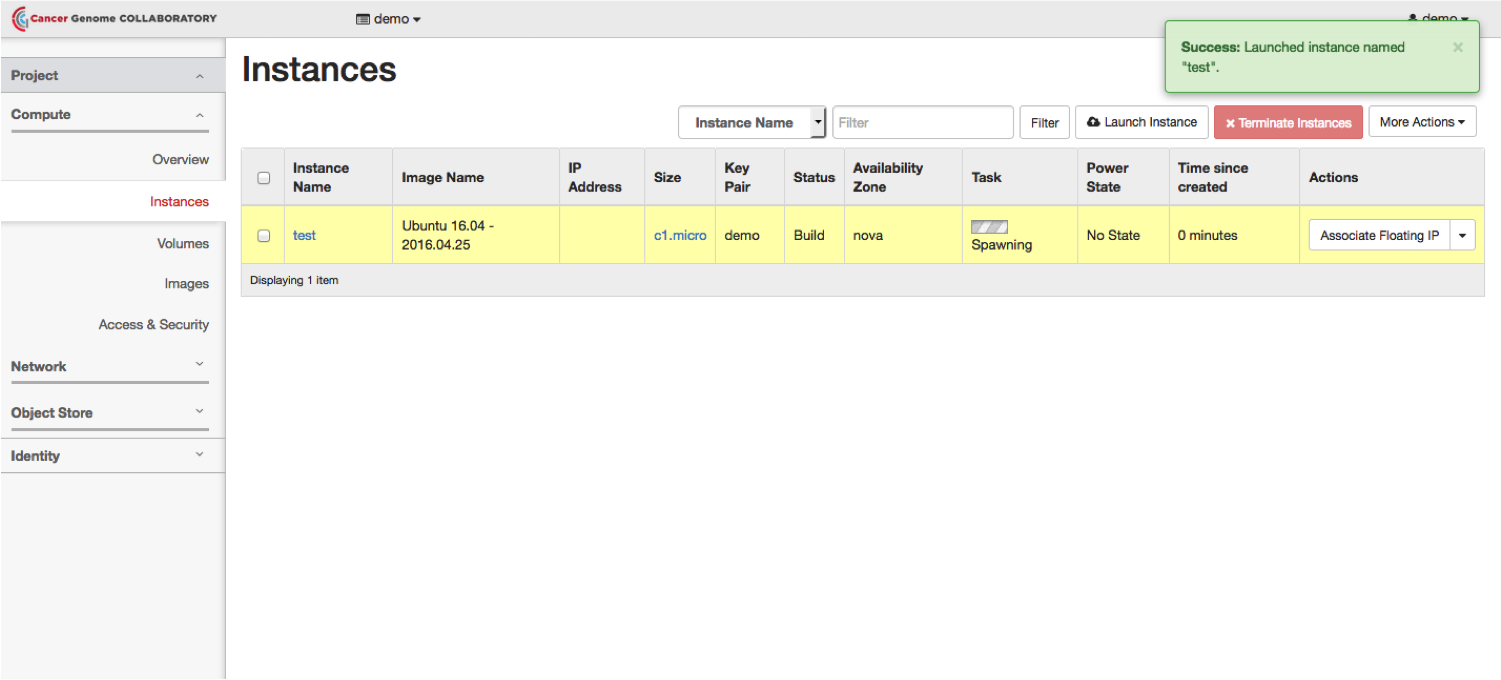 Cancer Genome COLLABORATORY
demo
demo
Success: Launched instance named
"test".
×
Project
Compute
Overview
Instances
Volumes
Images
Access & Security
Network
Object Store
Identity
Instances
Instance Name
Filter
Filter
Launch Instance
× Terminate Instances
More Actions
Instance
Name
Image Name
IP
Address
Size
Key
Pair
Status
Availability
Zone
Task
Power
State
Time since
created
Actions
test
Ubuntu 16.04 -
2016.04.25
c1.micro
demo
Build
nova
Spawning
No State
0 minutes
Associate Floating IP
Displaying 1 item